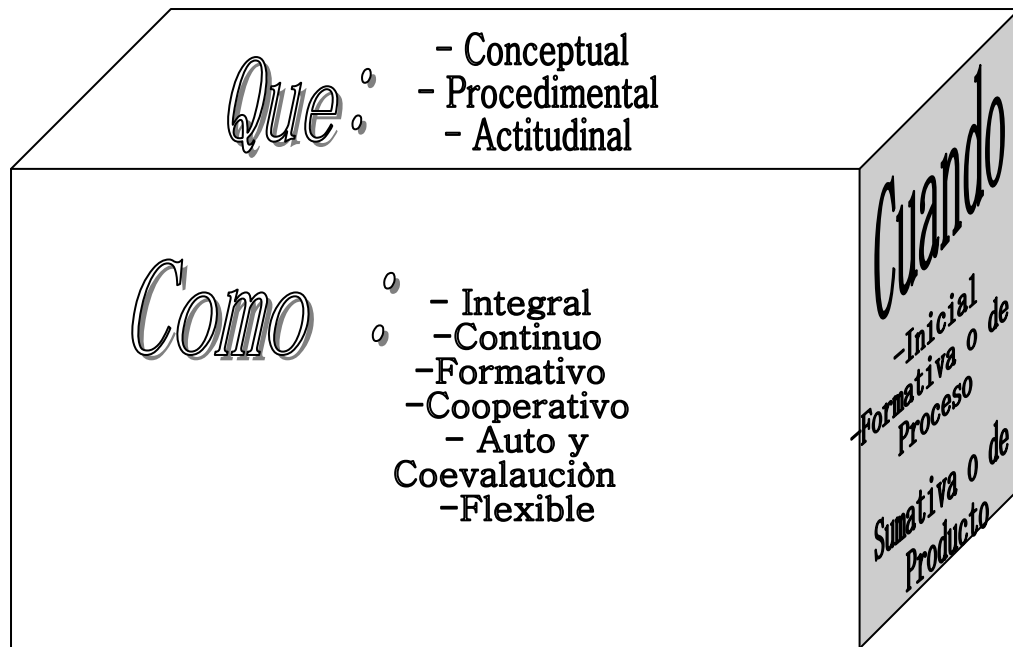 Que:
- Conceptual
- Procedimental
- Actitudinal
Como :
- Integral
-Continuo
-Formativo
-Cooperativo
- Auto y
Coevalauciòn
-Flexible
Cuando
-Inicial
-Formativa o de
Proceso
Sumativa o de
Producto